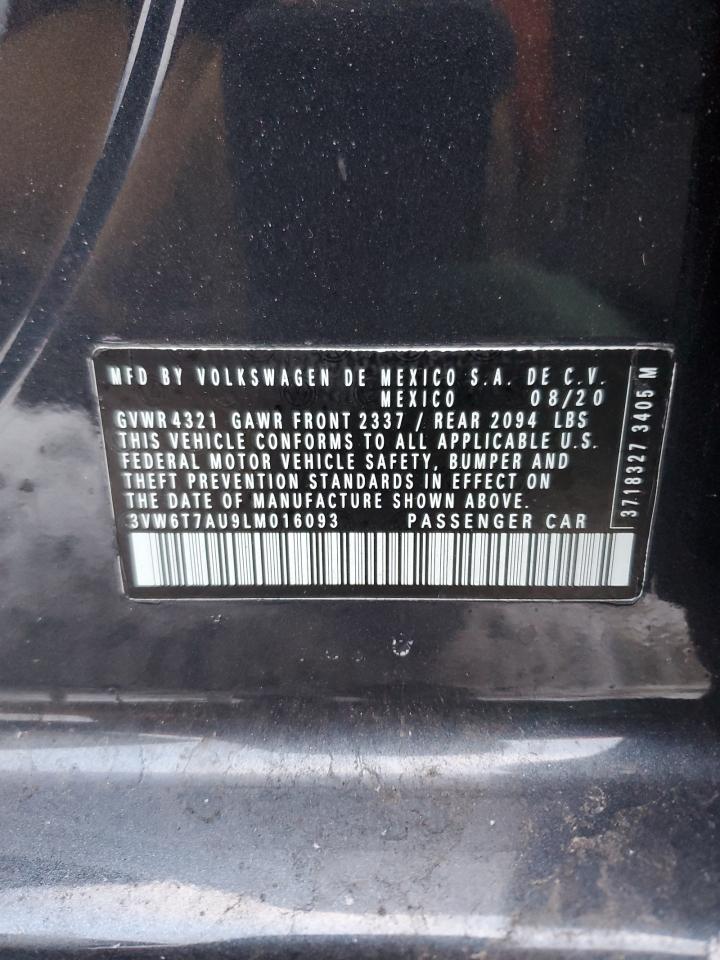 MFD BY VOLKSWAGEN DE MEXICO S.A. DE C.V.
MEXICO 08/20
GVWR 4321 GAWR FRONT 2337 / REAR 2094 LBS
THIS VEHICLE CONFORMS TO ALL APPLICABLE U.S.
FEDERAL MOTOR VEHICLE SAFETY, BUMPER AND
THEFT PREVENTION STANDARDS IN EFFECT ON
THE DATE OF MANUFACTURE SHOWN ABOVE.
3VW6T7AU9LM016093 PASSENGER CAR
3718327 3405 M